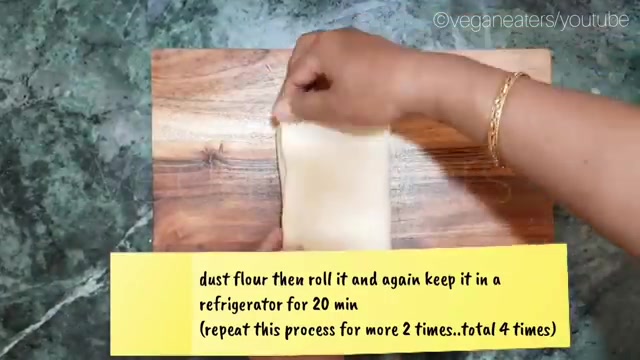 ©veganeaters/youtube
dust flour then roll it and again keep it in a
refrigerator for 20 min
(repeat this process for more 2 times..total 4 times)